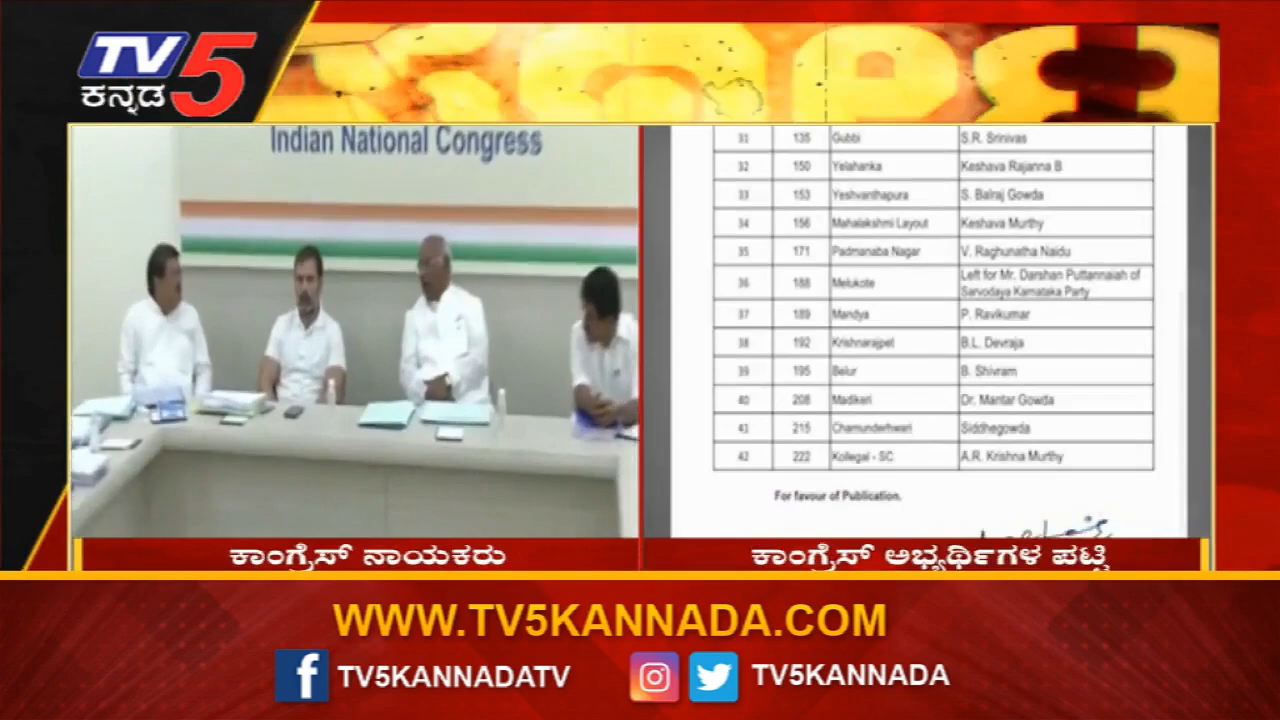 TV5
ಕನ್ನಡ
Indian National Congress
31 135 Gubbi S.R. Srinivas
32 150 Yelahanka Keshava Rajanna B
33 153 Yeshvanthapura S. Balraj Gowda
34 156 Mahalakshmi Layout Keshava Murthy
35 171 Padmanaba Nagar V. Raghunatha Naidu
36 188 Melukote Left for Mr. Darshan Puttannaiah of
Sarvodaya Karnataka Party
37 189 Mandya P. Ravikumar
38 192 Krishnarajpet B.L. Devraja
39 195 Belur B. Shivram
40 208 Madikeri Dr. Mantar Gowda
41 215 Chamunderhwari Siddhegowda
42 222 Kollegal - SC A.R. Krishna Murthy
For favour of Publication.
ಕಾಂಗ್ರೆಸ್ ನಾಯಕರು
ಕಾಂಗ್ರೆಸ್ ಅಭ್ಯರ್ಥಿಗಳ ಪಟ್ಟಿ
WWW.TV5KANNADA.COM
TV5KANNADATV
TV5KANNADA